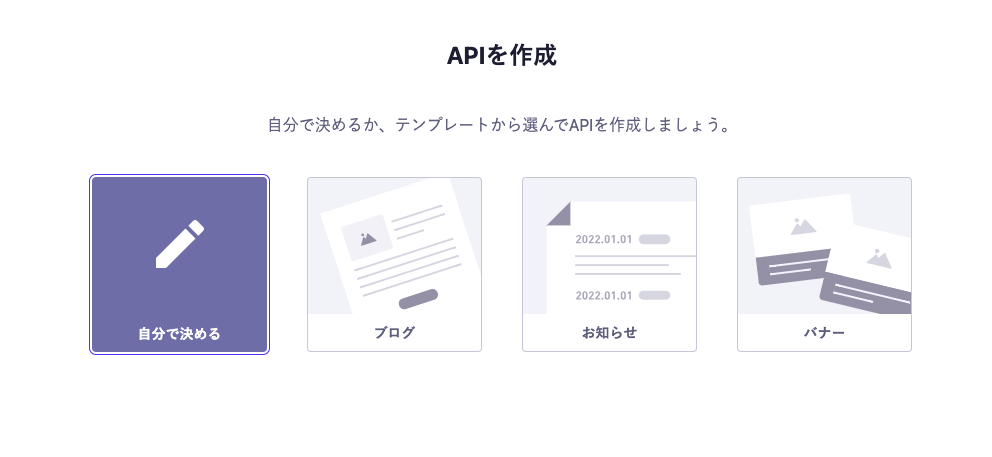 APIを作成
自分で決めるか、テンプレートから選んでAPIを作成しましょう。
自分で決める
ブログ
2022.01.01
2022.01.01
お知らせ
バナー